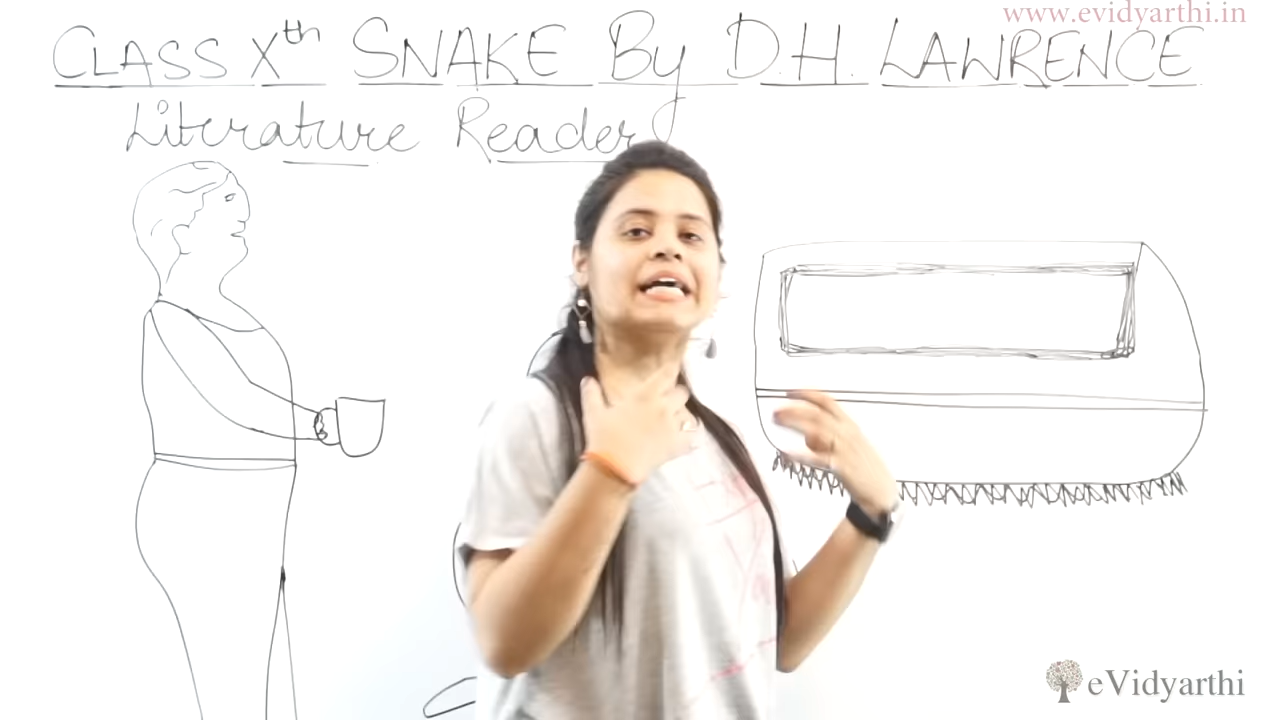 www.evidyarthi.in
CLASS Xth SNAKE By D.H. LAWRENCE
Literature Reader
eVidyarthi